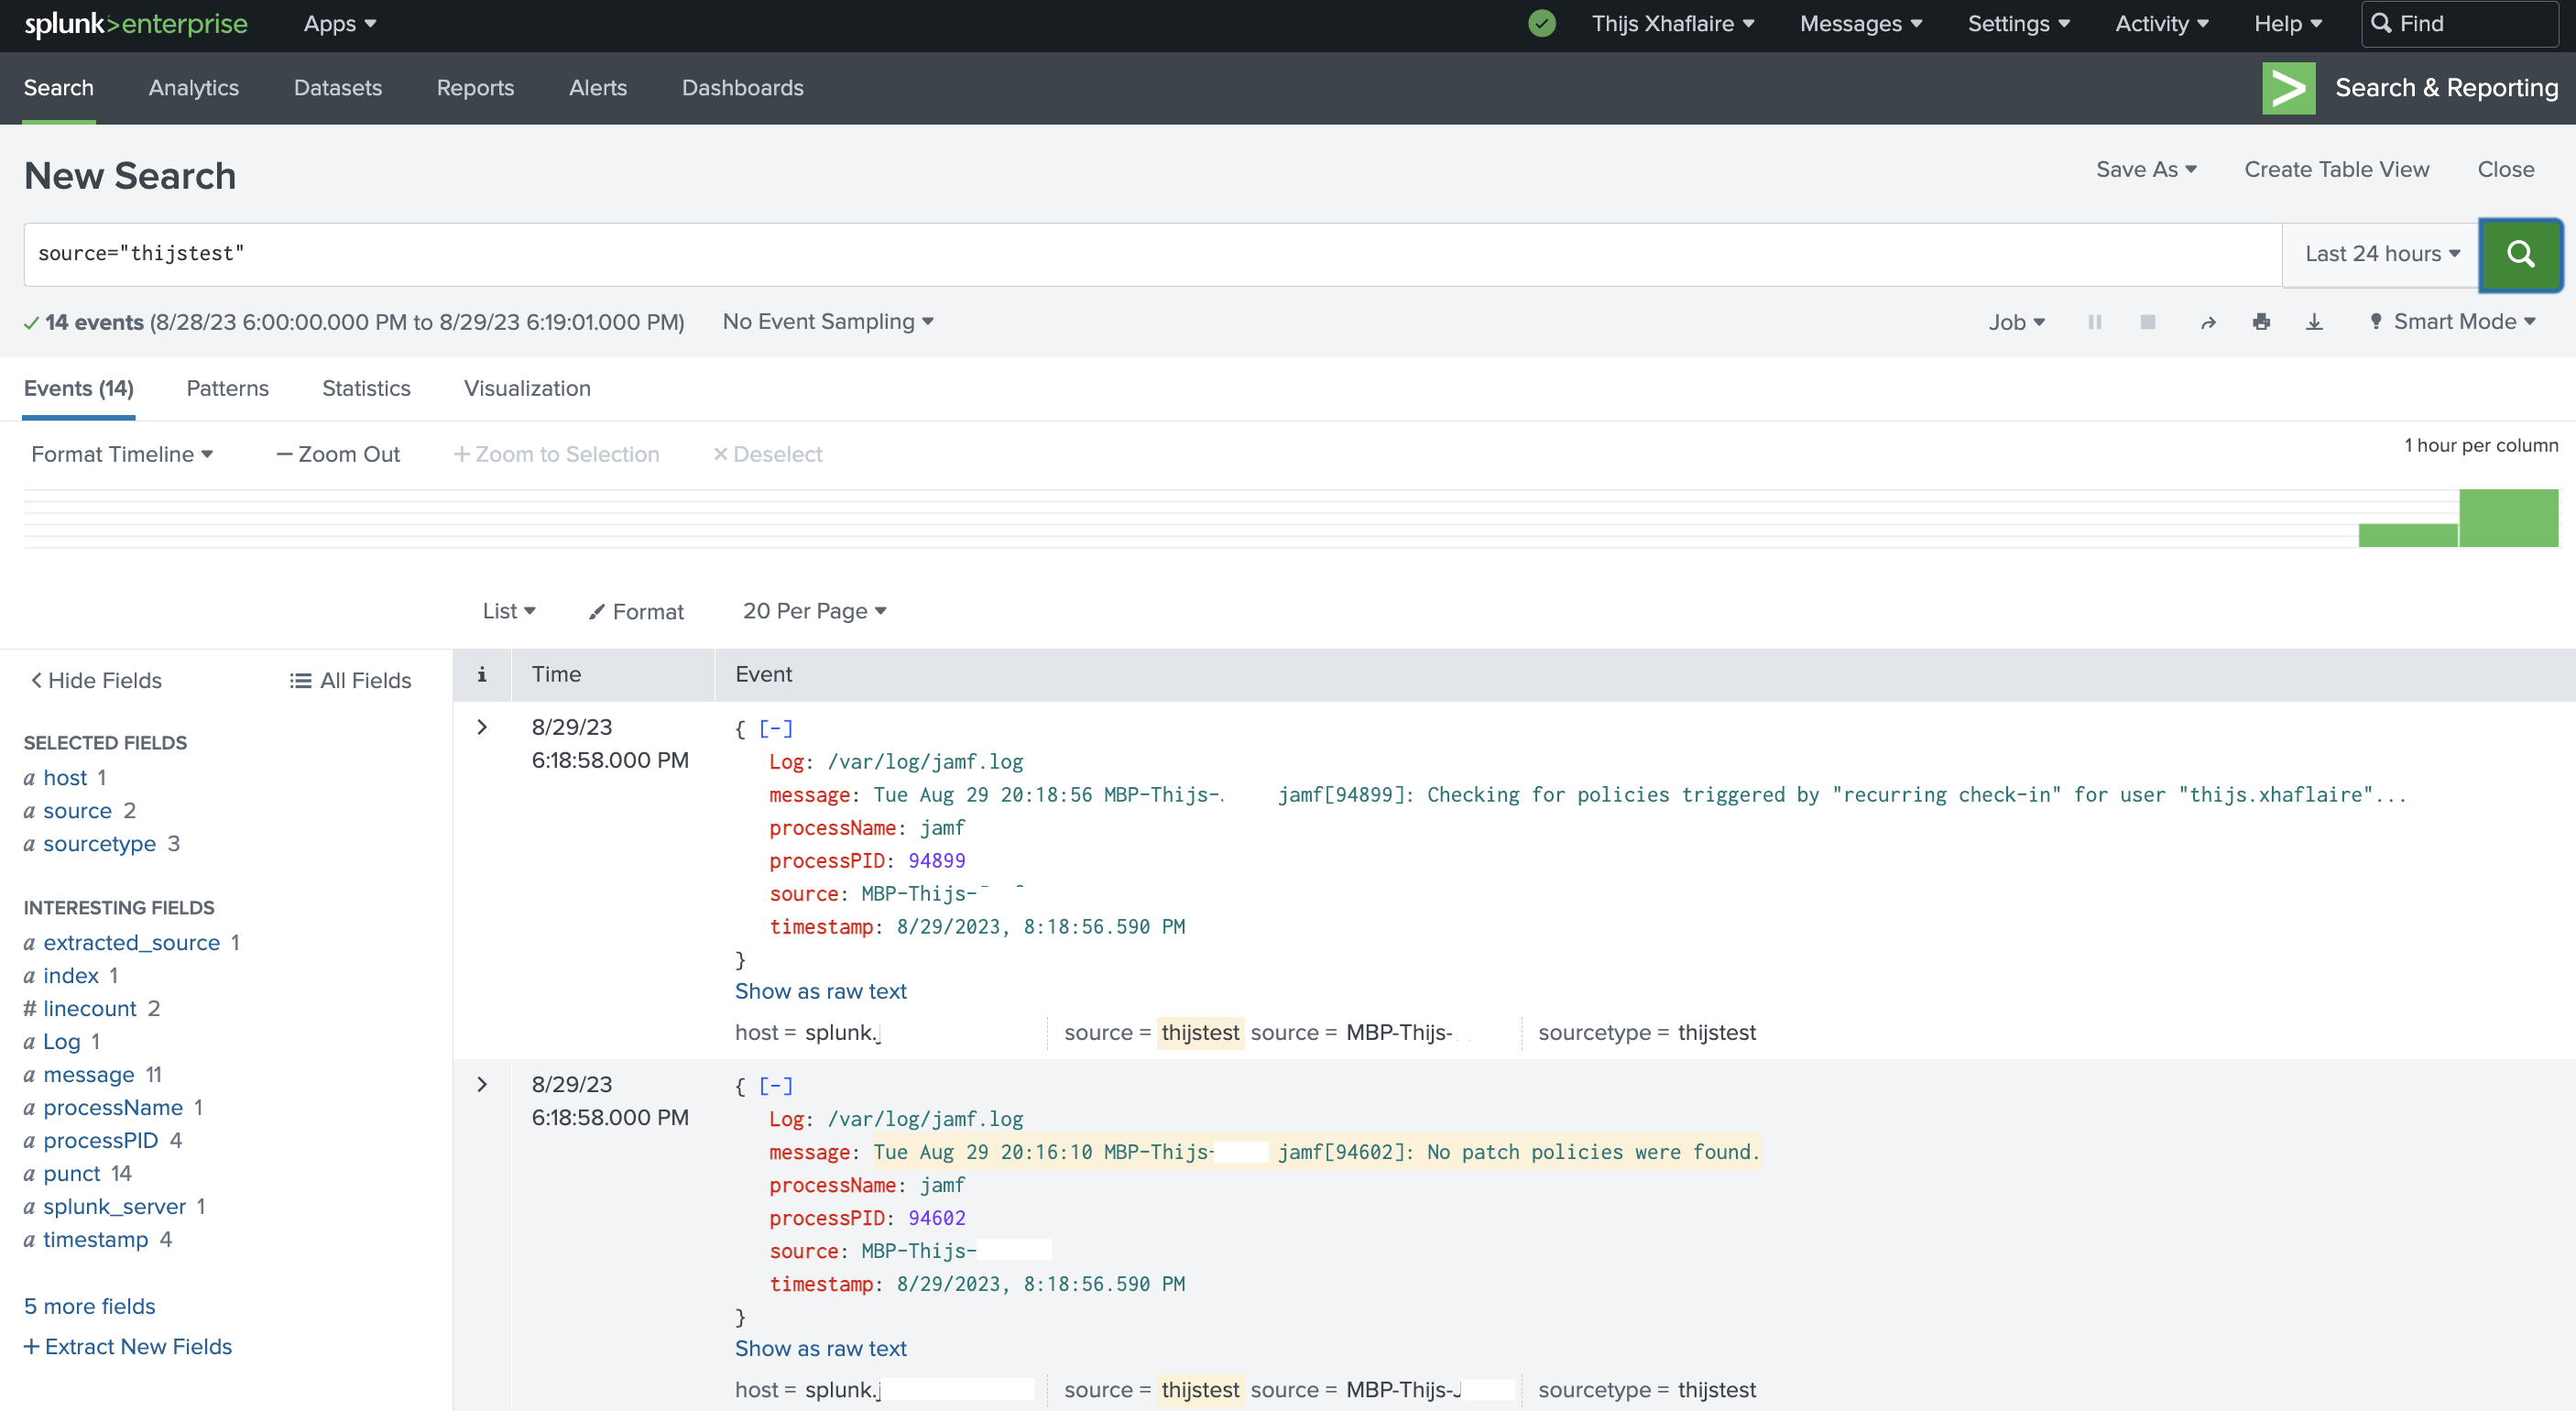 splunk>enterprise Apps Thijs Xhaflaire Messages Settings Activity Help Find
Search Analytics Datasets Reports Alerts Dashboards Search & Reporting
New Search Save As Create Table View Close
source="thijstest" Last 24 hours
14 events (8/28/23 6:00:00.000 PM to 8/29/23 6:19:01.000 PM) No Event Sampling Job Smart Mode
Events (14) Patterns Statistics Visualization
Format Timeline — Zoom Out + Zoom to Selection × Deselect 1 hour per column
List Format 20 Per Page
< Hide Fields All Fields
i Time Event
SELECTED FIELDS
a host 1
a source 2
a sourcetype 3
INTERESTING FIELDS
a extracted_source 1
a index 1
# linecount 2
a Log 1
a message 11
a processName 1
a processPID 4
a punct 14
a splunk_server 1
a timestamp 4
5 more fields
+ Extract New Fields
> 8/29/23 6:18:58.000 PM
{ [-]
Log: /var/log/jamf.log
message: Tue Aug 29 20:18:56 MBP-Thijs- jamf[94899]: Checking for policies triggered by "recurring check-in" for user "thijs.xhaflaire"...
processName: jamf
processPID: 94899
source: MBP-Thijs-
timestamp: 8/29/2023, 8:18:56.590 PM
}
Show as raw text
host = splunk. source = thijstest source = MBP-Thijs- sourcetype = thijstest
> 8/29/23 6:18:58.000 PM
{ [-]
Log: /var/log/jamf.log
message: Tue Aug 29 20:16:10 MBP-Thijs- jamf[94602]: No patch policies were found.
processName: jamf
processPID: 94602
source: MBP-Thijs-
timestamp: 8/29/2023, 8:18:56.590 PM
}
Show as raw text
host = splunk.j source = thijstest source = MBP-Thijs-J sourcetype = thijstest